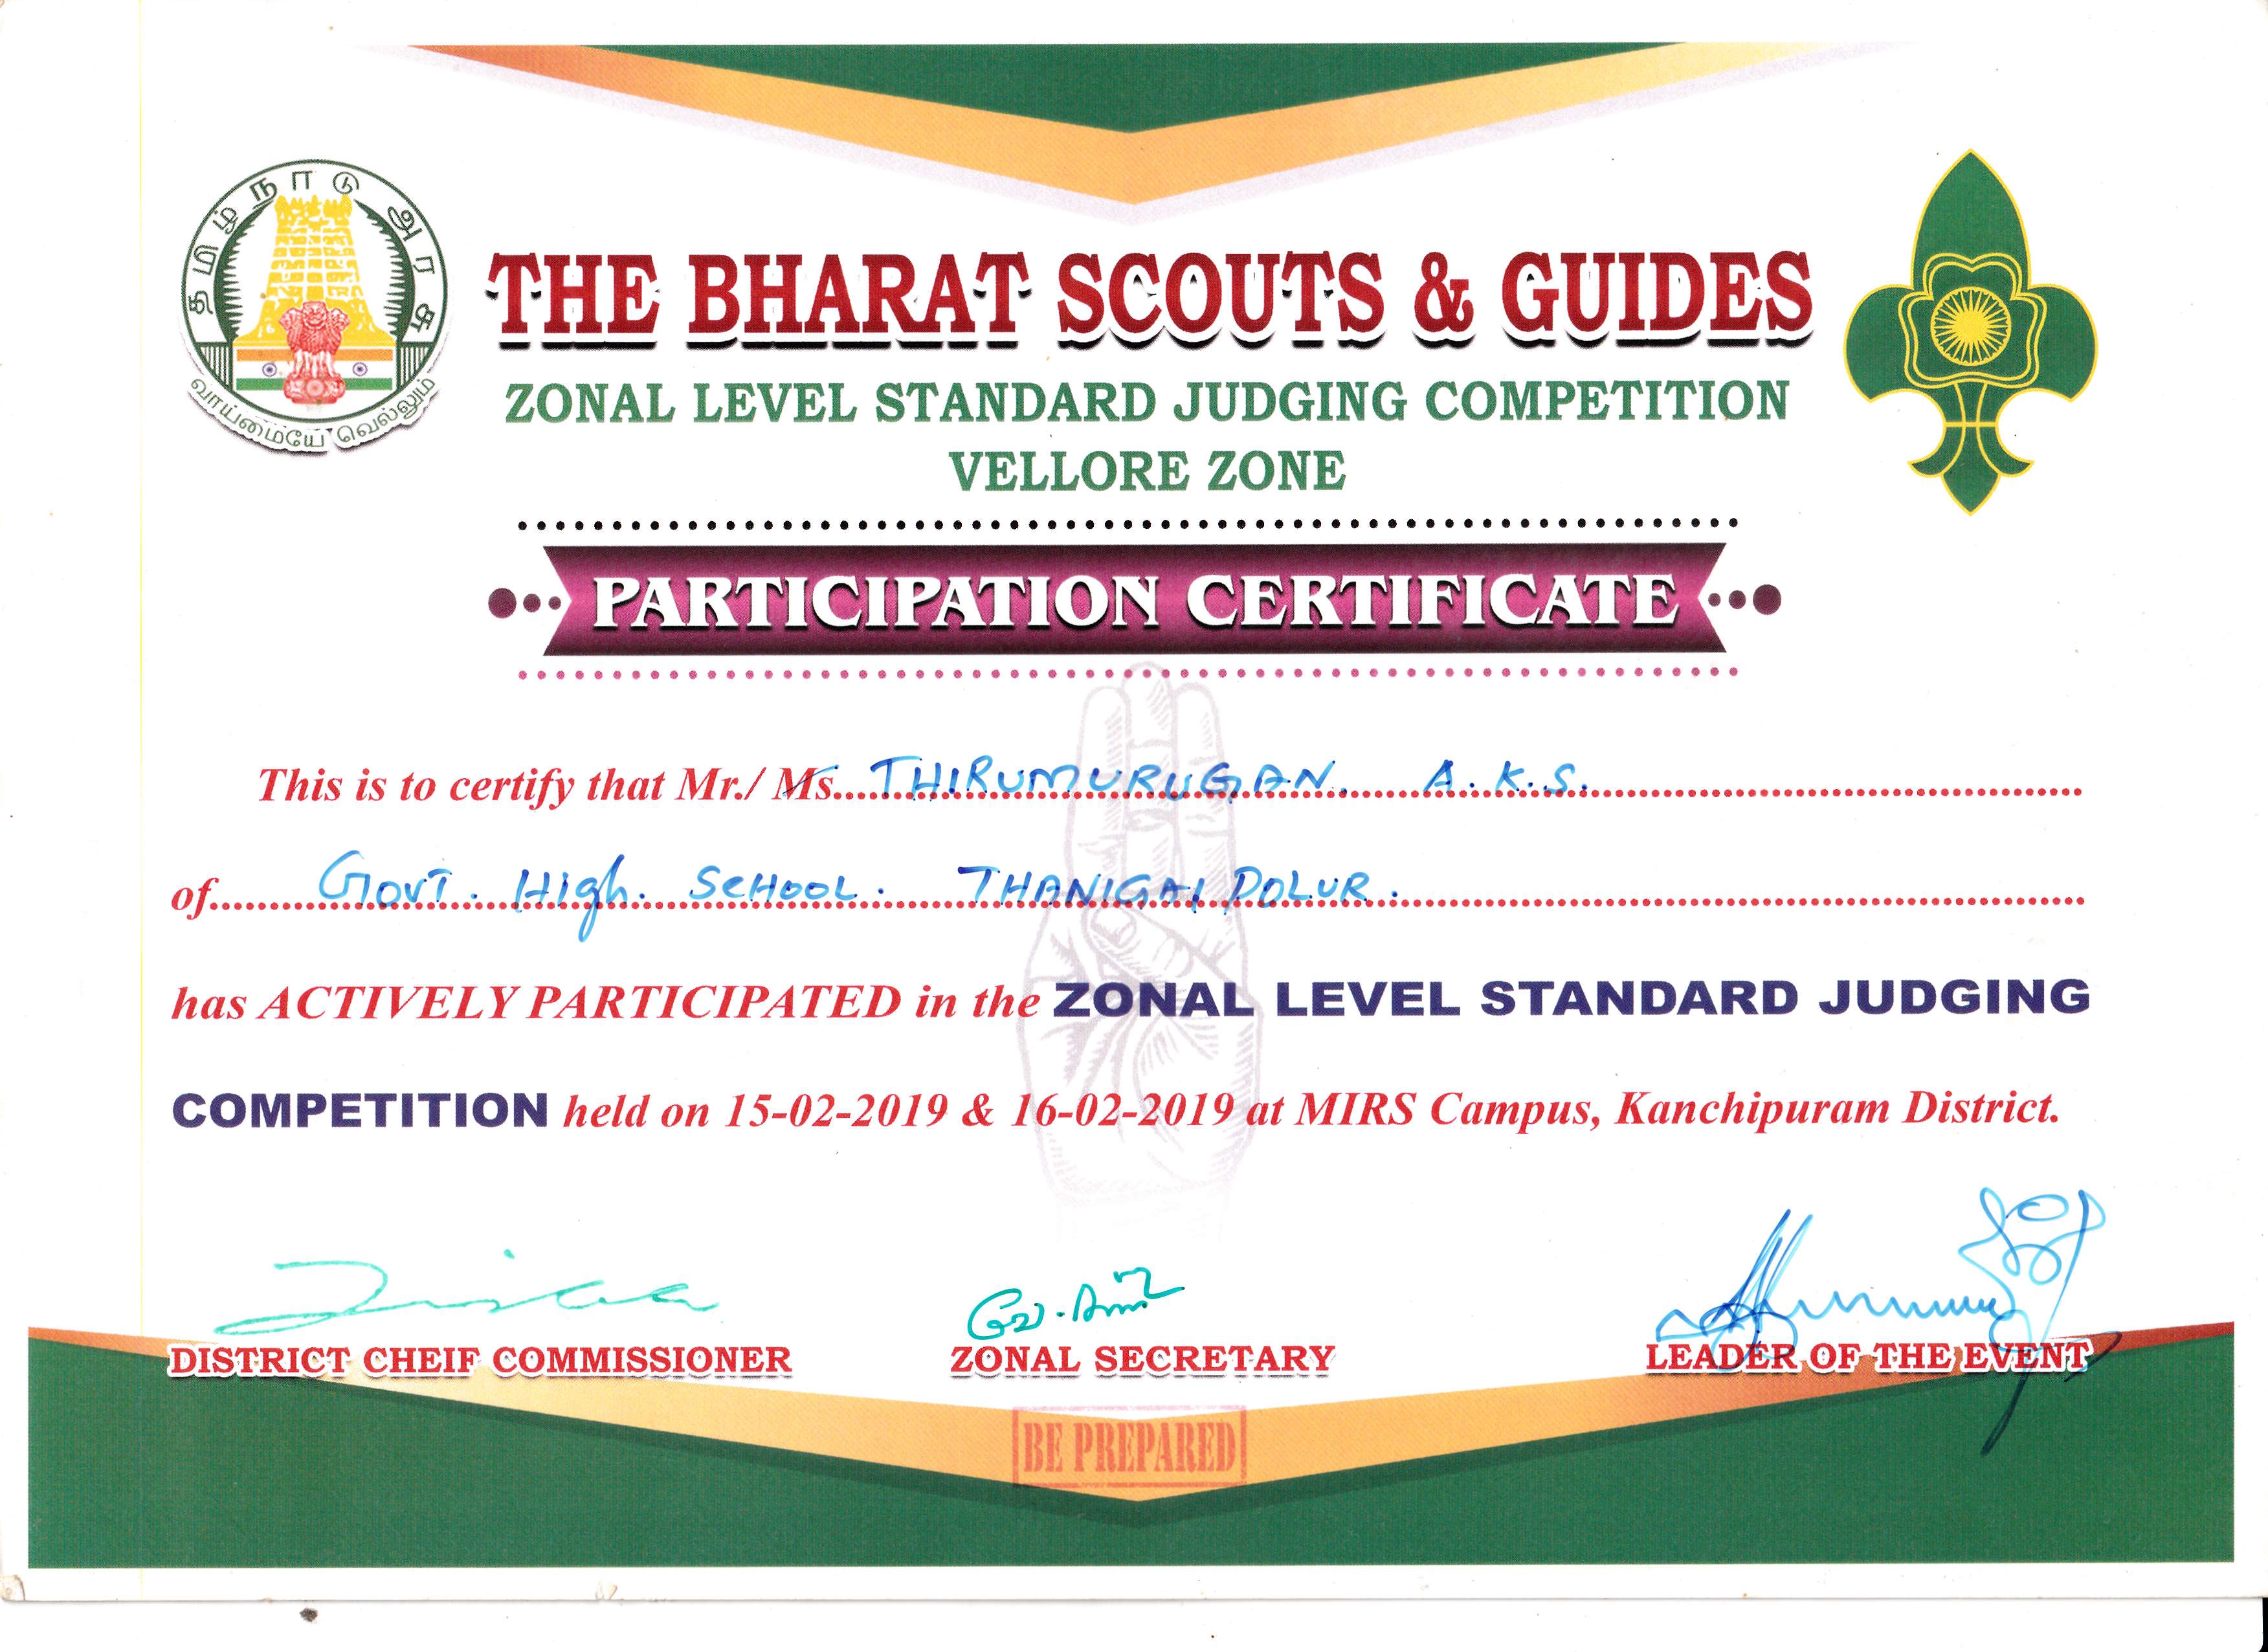 தமிழ்நாடு அரசு
வாய்மையே வெல்லும்
THE BHARAT SCOUTS & GUIDES
ZONAL LEVEL STANDARD JUDGING COMPETITION
VELLORE ZONE
PARTICIPATION CERTIFICATE
This is to certify that Mr./ Ms. THIRUMURUGAN. A. K. S.
of GOVT. High. SCHOOL. THANIGAI POLUR.
has ACTIVELY PARTICIPATED in the ZONAL LEVEL STANDARD JUDGING
COMPETITION held on 15-02-2019 & 16-02-2019 at MIRS Campus, Kanchipuram District.
DISTRICT CHEIF COMMISSIONER ZONAL SECRETARY LEADER OF THE EVENT
BE PREPARED